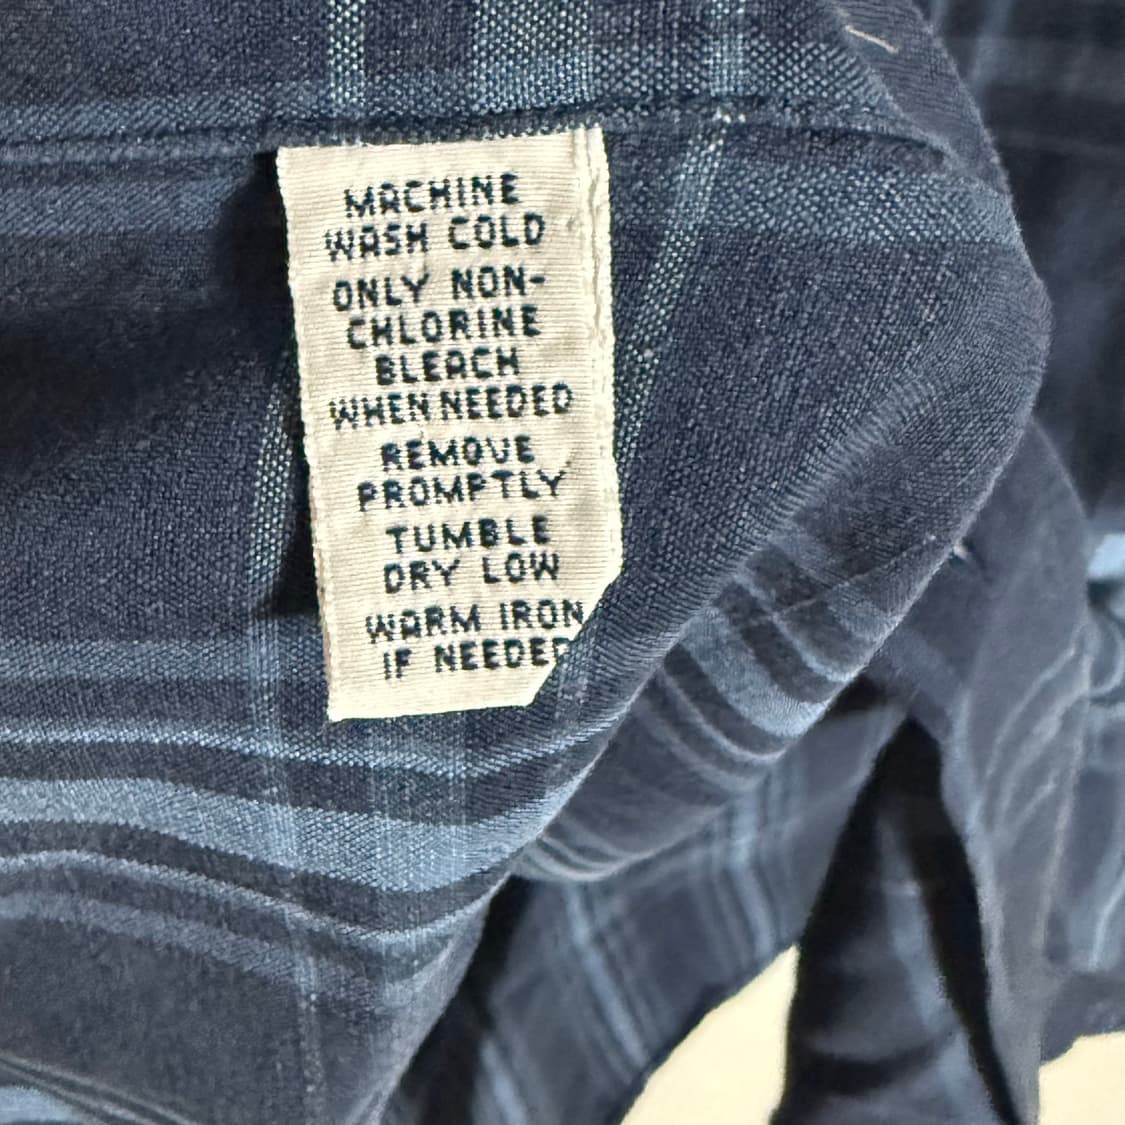 MACHINE
WASH COLD
ONLY NON-
CHLORINE
BLEACH
WHEN NEEDED
REMOVE
PROMPTLY
TUMBLE
DRY LOW
WARM IRON
IF NEEDED